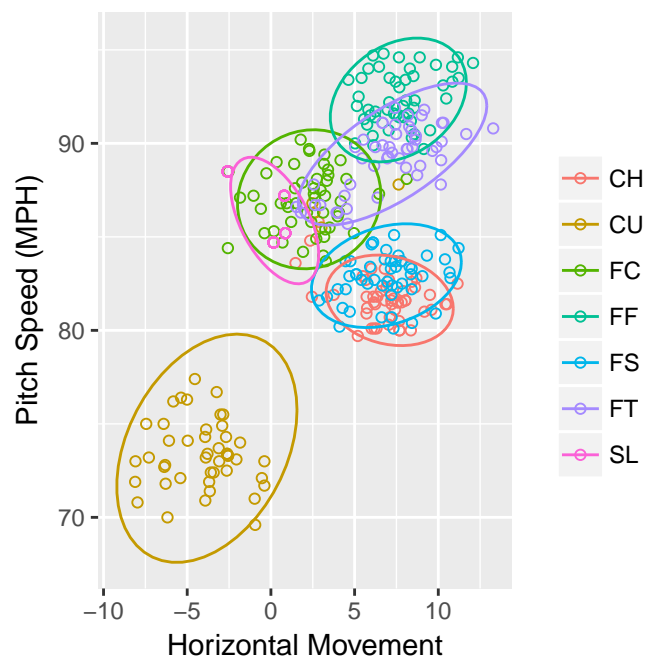 90
80
70
Pitch Speed (MPH)
−10 −5 0 5 10
Horizontal Movement
CH
CU
FC
FF
FS
FT
SL